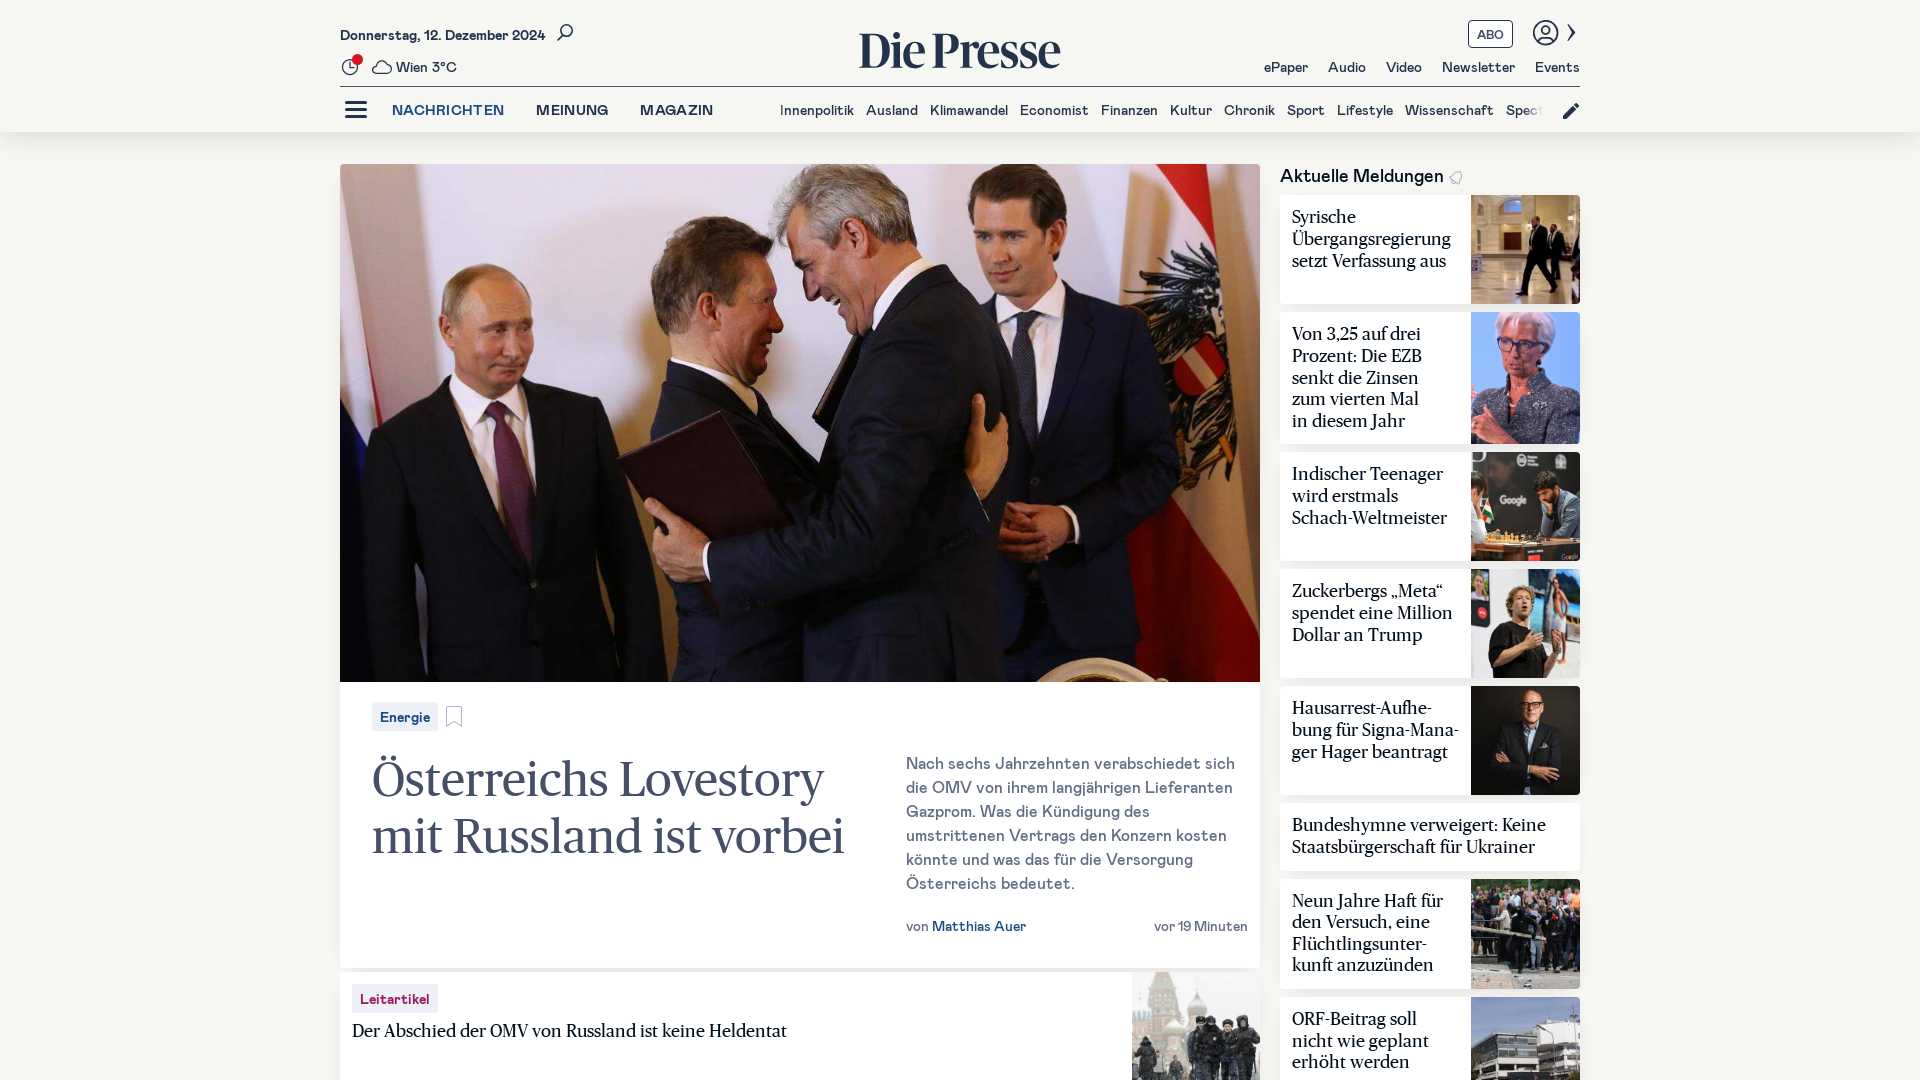 Donnerstag, 12. Dezember 2024
Wien 3°C
Die Presse
ABO
ePaper Audio Video Newsletter Events
NACHRICHTEN MEINUNG MAGAZIN
Innenpolitik Ausland Klimawandel Economist Finanzen Kultur Chronik Sport Lifestyle Wissenschaft Spect
Energie
Österreichs Lovestory
mit Russland ist vorbei
Nach sechs Jahrzehnten verabschiedet sich
die OMV von ihrem langjährigen Lieferanten
Gazprom. Was die Kündigung des
umstrittenen Vertrags den Konzern kosten
könnte und was das für die Versorgung
Österreichs bedeutet.
von Matthias Auer
vor 19 Minuten
Leitartikel
Der Abschied der OMV von Russland ist keine Heldentat
Aktuelle Meldungen
Syrische
Übergangsregierung
setzt Verfassung aus
Von 3,25 auf drei
Prozent: Die EZB
senkt die Zinsen
zum vierten Mal
in diesem Jahr
Indischer Teenager
wird erstmals
Schach-Weltmeister
Google
Zuckerbergs „Meta“
spendet eine Million
Dollar an Trump
Hausarrest-Aufhe-
bung für Signa-Mana-
ger Hager beantragt
Bundeshymne verweigert: Keine
Staatsbürgerschaft für Ukrainer
Neun Jahre Haft für
den Versuch, eine
Flüchtlingsunter-
kunft anzuzünden
ORF-Beitrag soll
nicht wie geplant
erhöht werden